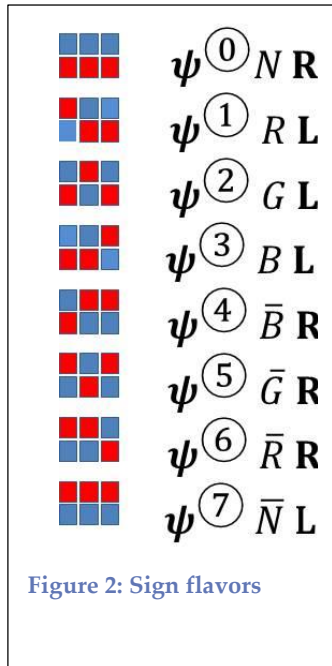 ψ⓪ N R
ψ① R L
ψ② G L
ψ③ B L
ψ④ B̄ R
ψ⑤ Ḡ R
ψ⑥ R̄ R
ψ⑦ N̄ L
Figure 2: Sign flavors